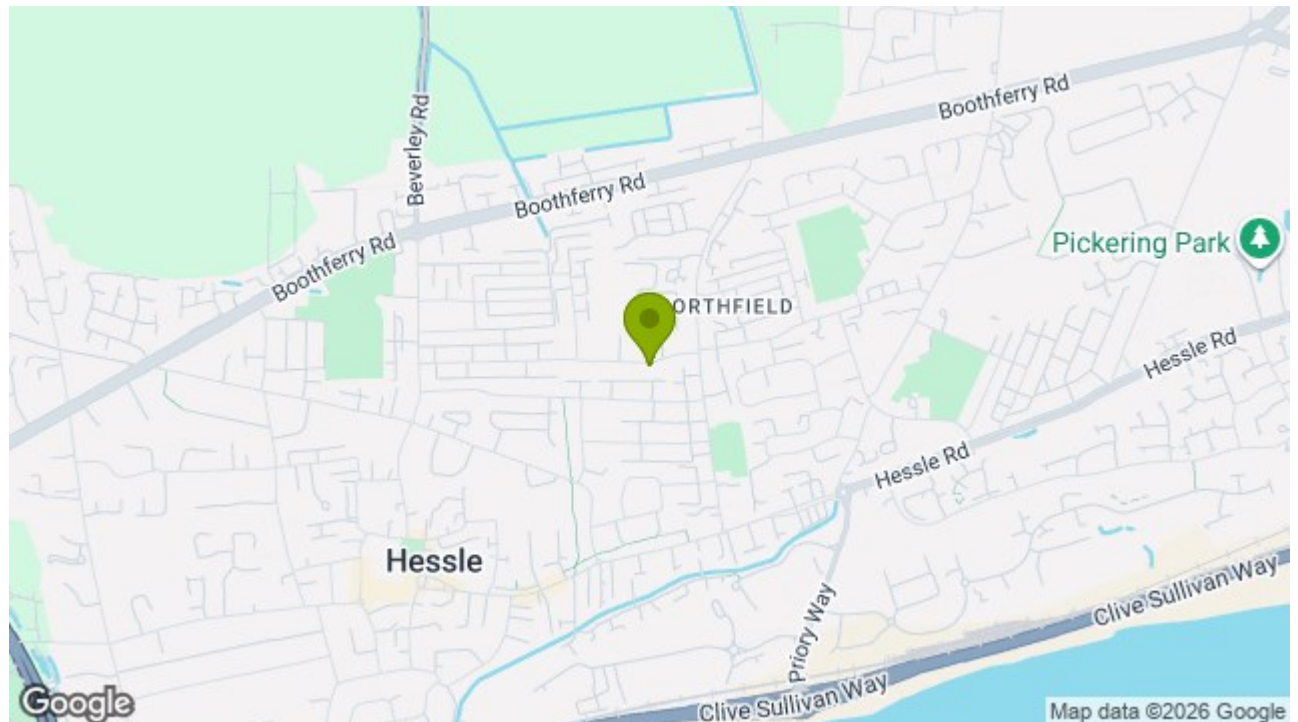 Boothferry Rd
Beverley Rd
Boothferry Rd
Boothferry Rd
Pickering Park
ORTHFIELD
Hessle Rd
Hessle Rd
Hessle
Priory Way
Clive Sullivan Way
Clive Sullivan Way
Google
Map data ©2026 Google